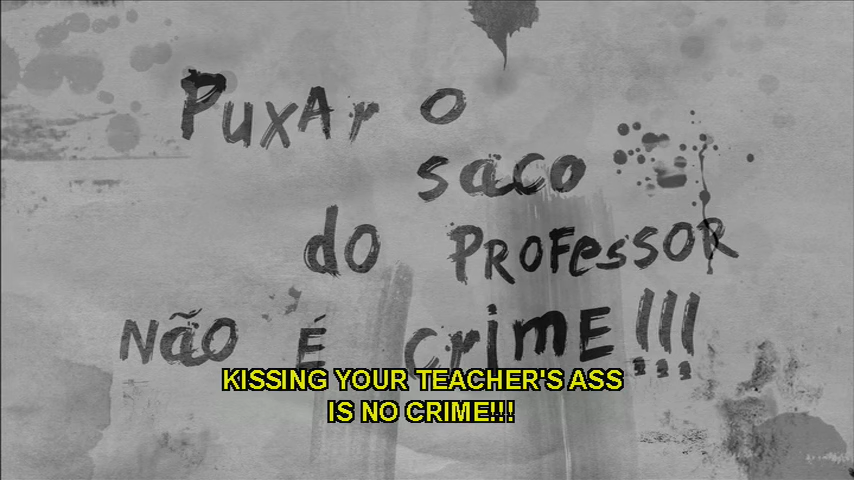 PUXAr O
saco
do PROFesSOR
Não É CrimE!!!
KISSING YOUR TEACHER'S ASS
IS NO CRIME!!!